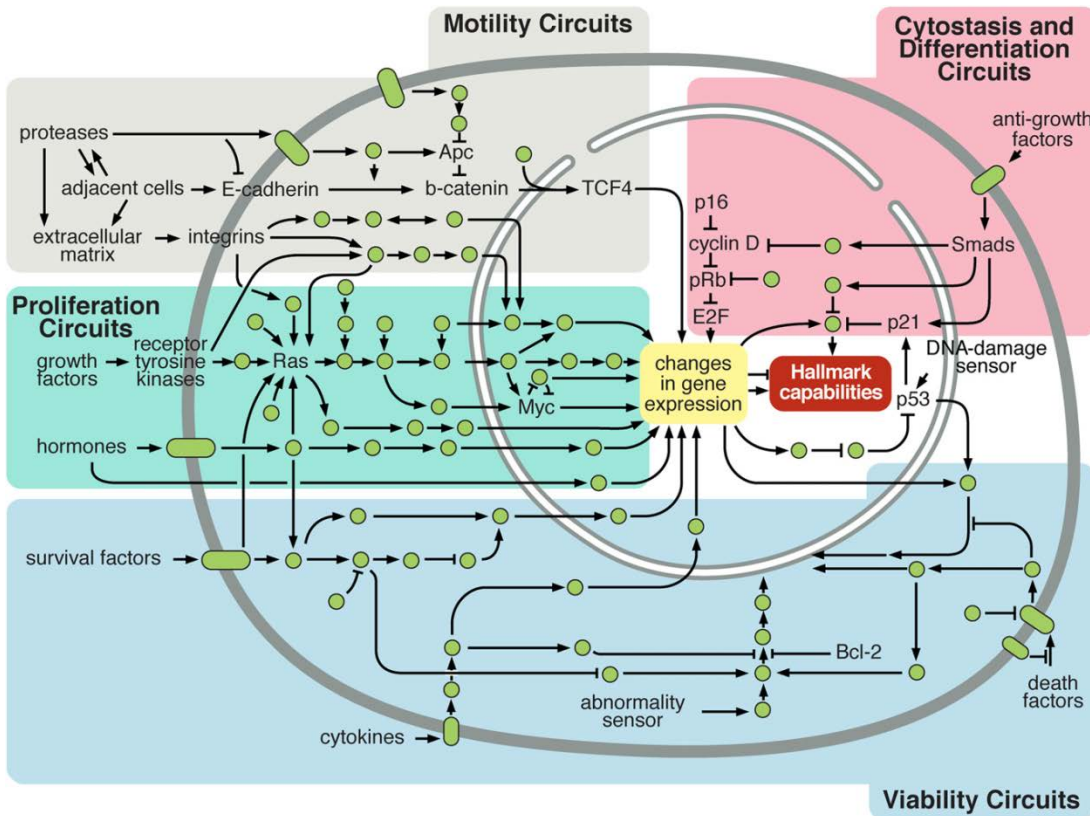 Motility Circuits
Cytostasis and
Differentiation
Circuits
proteases
anti-growth
factors
Apc
adjacent cells
E-cadherin
b-catenin
TCF4
p16
extracellular
matrix
integrins
cyclin D
Smads
pRb
E2F
p21
Proliferation
Circuits
growth
factors
receptor
tyrosine
kinases
Ras
changes
in gene
expression
Hallmark
capabilities
DNA-damage
sensor
p53
Myc
hormones
survival factors
Bcl-2
abnormality
sensor
death
factors
cytokines
Viability Circuits